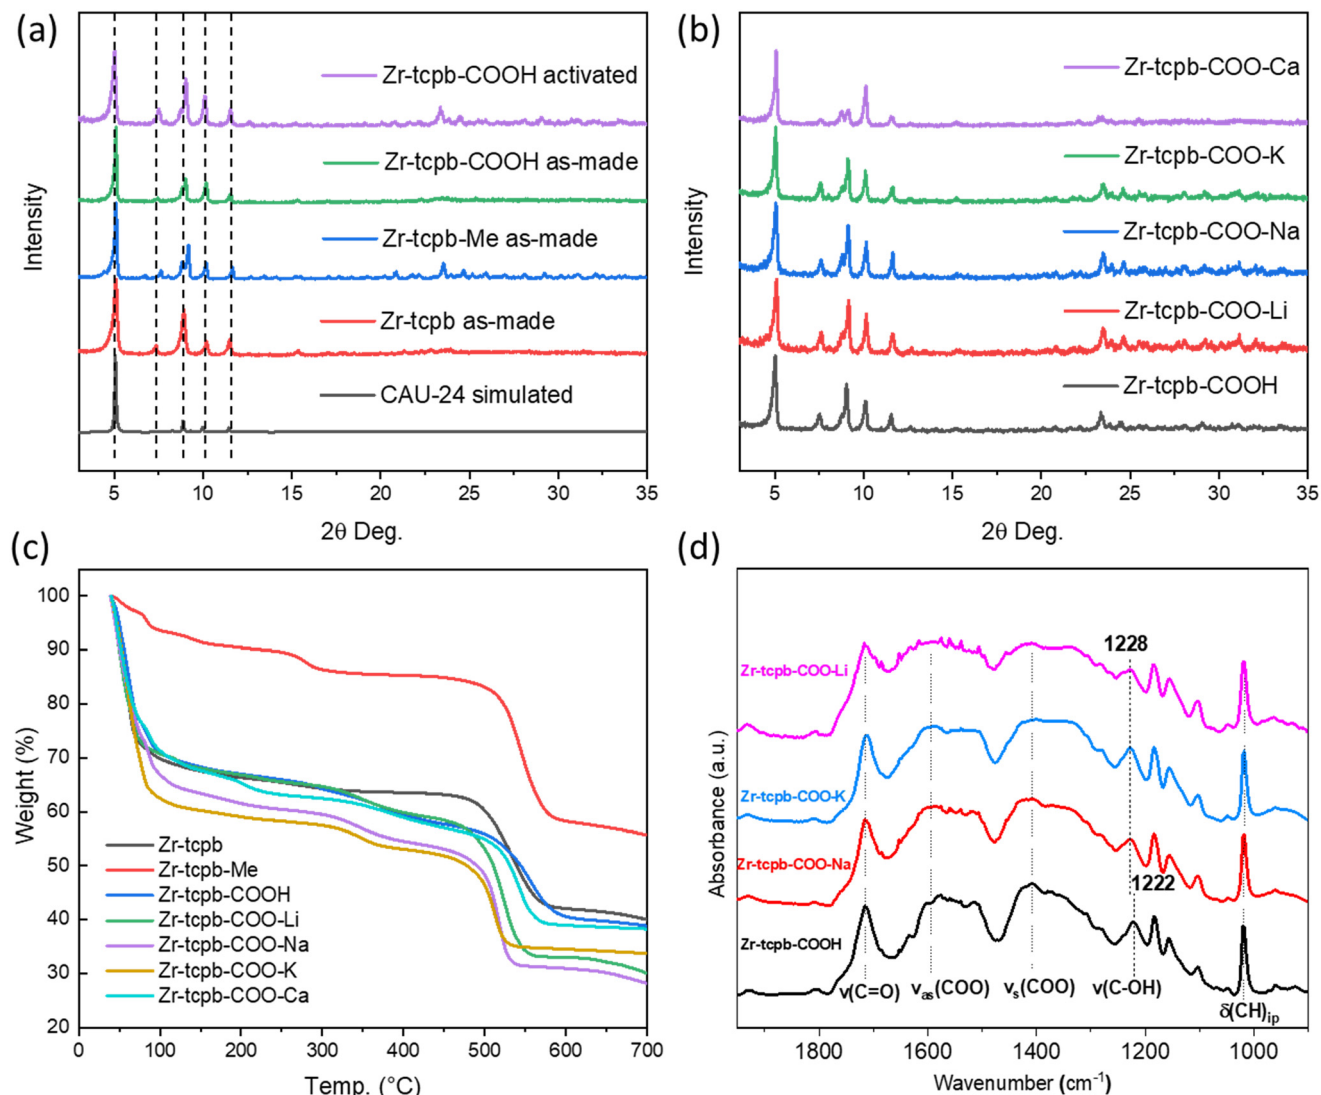 (a)
Zr-tcpb-COOH activated
Zr-tcpb-COOH as-made
Zr-tcpb-Me as-made
Zr-tcpb as-made
CAU-24 simulated
Intensity
5 10 15 20 25 30 35
2θ Deg.
(b)
Zr-tcpb-COO-Ca
Zr-tcpb-COO-K
Zr-tcpb-COO-Na
Zr-tcpb-COO-Li
Zr-tcpb-COOH
Intensity
5 10 15 20 25 30 35
2θ Deg.
(c)
100
90
80
70
60
50
40
30
20
Weight (%)
Zr-tcpb
Zr-tcpb-Me
Zr-tcpb-COOH
Zr-tcpb-COO-Li
Zr-tcpb-COO-Na
Zr-tcpb-COO-K
Zr-tcpb-COO-Ca
0 100 200 300 400 500 600 700
Temp. (°C)
(d)
1228
Zr-tcpb-COO-Li
Zr-tcpb-COO-K
Zr-tcpb-COO-Na
1222
Zr-tcpb-COOH
ν(C=O) νas(COO) νs(COO) ν(C-OH)
δ(CH)ip
Absorbance (a.u.)
1800 1600 1400 1200 1000
Wavenumber (cm-1)